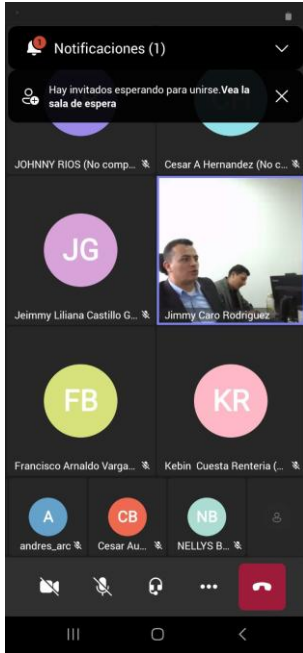 1
Notificaciones (1)
Hay invitados esperando para unirse.Vea la
sala de espera
JOHNNY RIOS (No comp...
Cesar A Hernandez (No c...
JG
Jeimmy Liliana Castillo G...
Jimmy Caro Rodriguez
FB
KR
Francisco Arnaldo Varga...
Kebin Cuesta Renteria (...
A
CB
NB
andres_arc
Cesar Au...
NELLYS B...